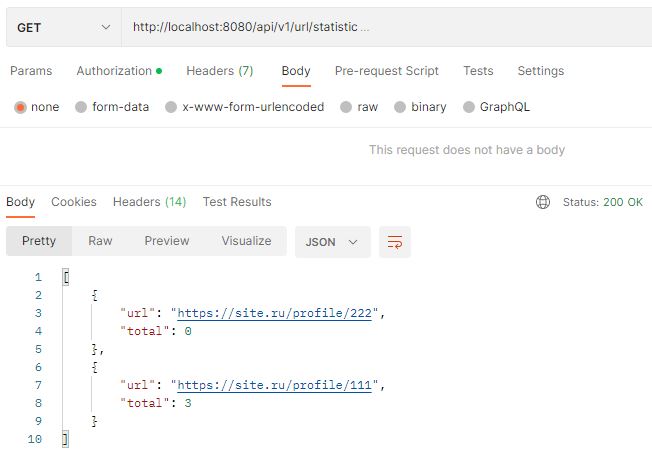 GET http://localhost:8080/api/v1/url/statistic ...
Params Authorization Headers (7) Body Pre-request Script Tests Settings
none form-data x-www-form-urlencoded raw binary GraphQL
This request does not have a body
Body Cookies Headers (14) Test Results Status: 200 OK
Pretty Raw Preview Visualize JSON
1 [
2 {
3 "url": "https://site.ru/profile/222",
4 "total": 0
5 },
6 {
7 "url": "https://site.ru/profile/111",
8 "total": 3
9 }
10 ]